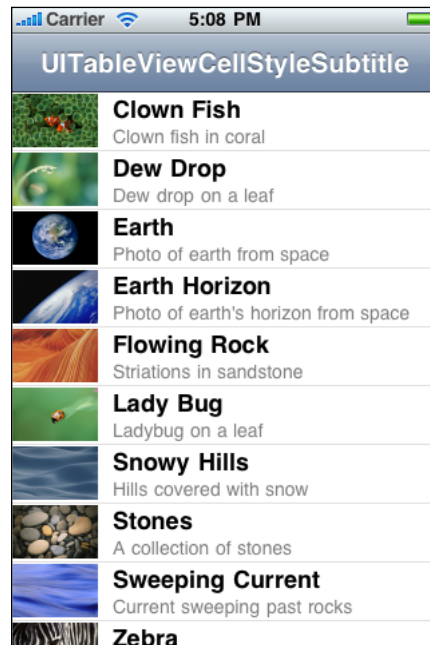 Carrier 5:08 PM
UITableViewCellStyleSubtitle
Clown Fish
Clown fish in coral
Dew Drop
Dew drop on a leaf
Earth
Photo of earth from space
Earth Horizon
Photo of earth's horizon from space
Flowing Rock
Striations in sandstone
Lady Bug
Ladybug on a leaf
Snowy Hills
Hills covered with snow
Stones
A collection of stones
Sweeping Current
Current sweeping past rocks
Zebra